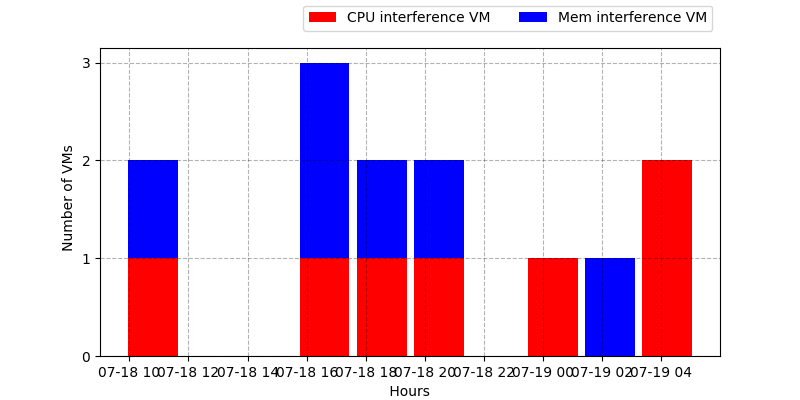 CPU interference VM Mem interference VM
3
2
1
0
Number of VMs
07-18 10 07-18 12 07-18 14 07-18 16 07-18 18 07-18 20 07-18 22 07-19 00 07-19 02 07-19 04
Hours